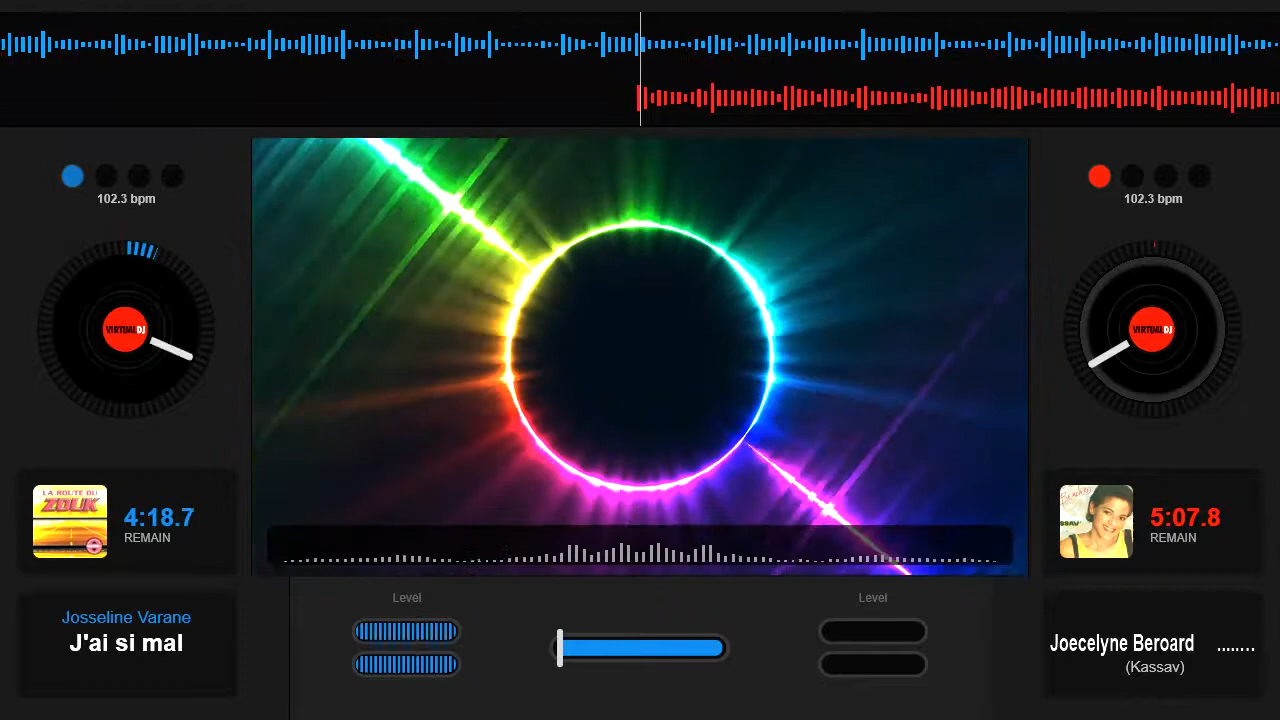 102.3 bpm
102.3 bpm
VIRTUALDJ
VIRTUALDJ
LA ROUTE DU
ZOUK
4:18.7
REMAIN
5:07.8
REMAIN
Josseline Varane
J'ai si mal
Level
Level
Joecelyne Beroard ........
(Kassav)